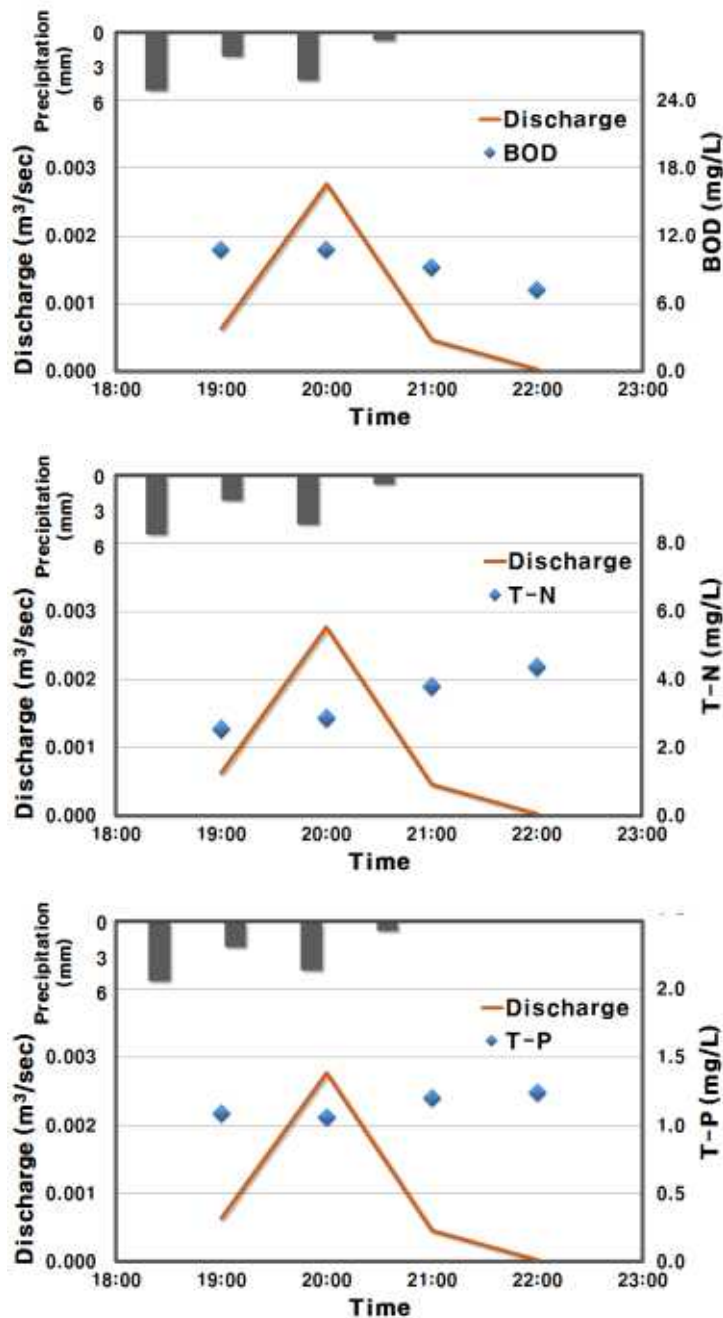 Precipitation
(mm)
0
3
6
Discharge (m³/sec)
0.003
0.002
0.001
0.000
24.0
18.0
12.0
6.0
0.0
BOD (mg/L)
Discharge
BOD
18:00 19:00 20:00 21:00 22:00 23:00
Time
Precipitation
(mm)
0
3
6
Discharge (m³/sec)
0.003
0.002
0.001
0.000
8.0
6.0
4.0
2.0
0.0
T-N (mg/L)
Discharge
T-N
18:00 19:00 20:00 21:00 22:00 23:00
Time
Precipitation
(mm)
0
3
6
Discharge (m³/sec)
0.003
0.002
0.001
0.000
2.0
1.5
1.0
0.5
0.0
T-P (mg/L)
Discharge
T-P
18:00 19:00 20:00 21:00 22:00 23:00
Time